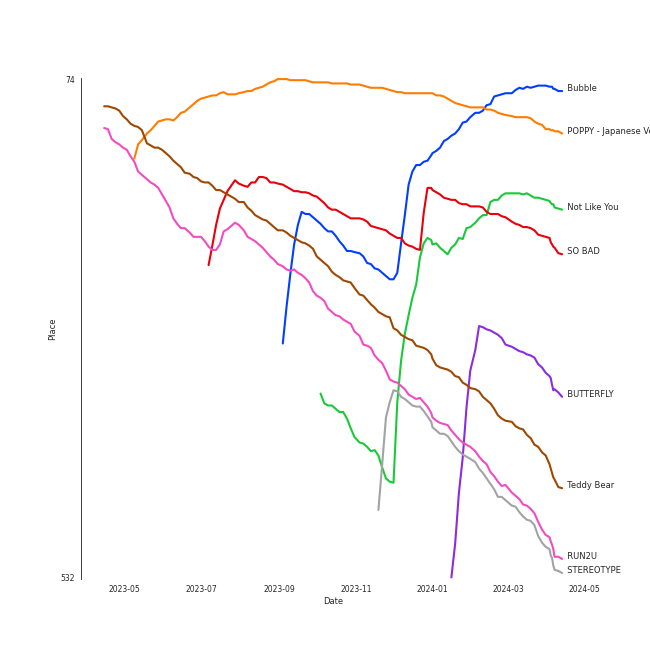 74
Bubble
POPPY - Japanese Ve
Not Like You
SO BAD
Place
BUTTERFLY
Teddy Bear
RUN2U
STEREOTYPE
532
2023-05 2023-07 2023-09 2023-11 2024-01 2024-03 2024-05
Date